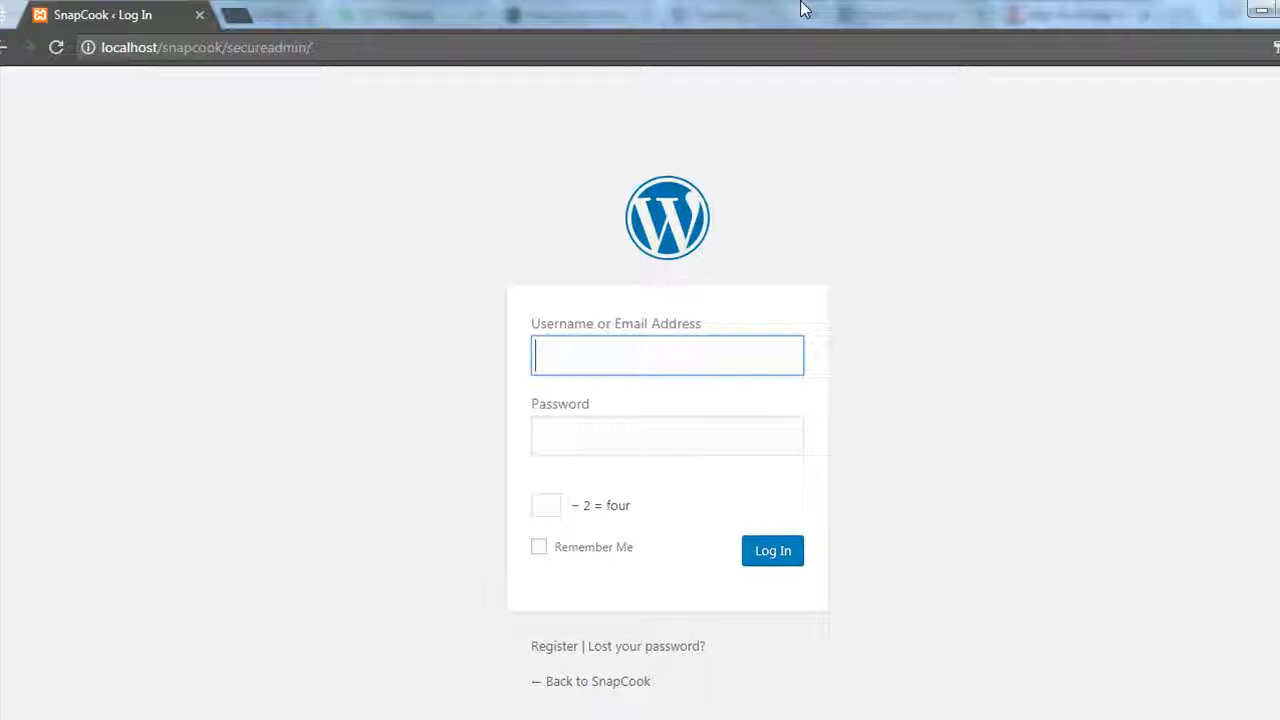 SnapCook ‹ Log In
localhost/snapcook/secureadmin/
Username or Email Address
Password
− 2 = four
Remember Me
Log In
Register | Lost your password?
← Back to SnapCook